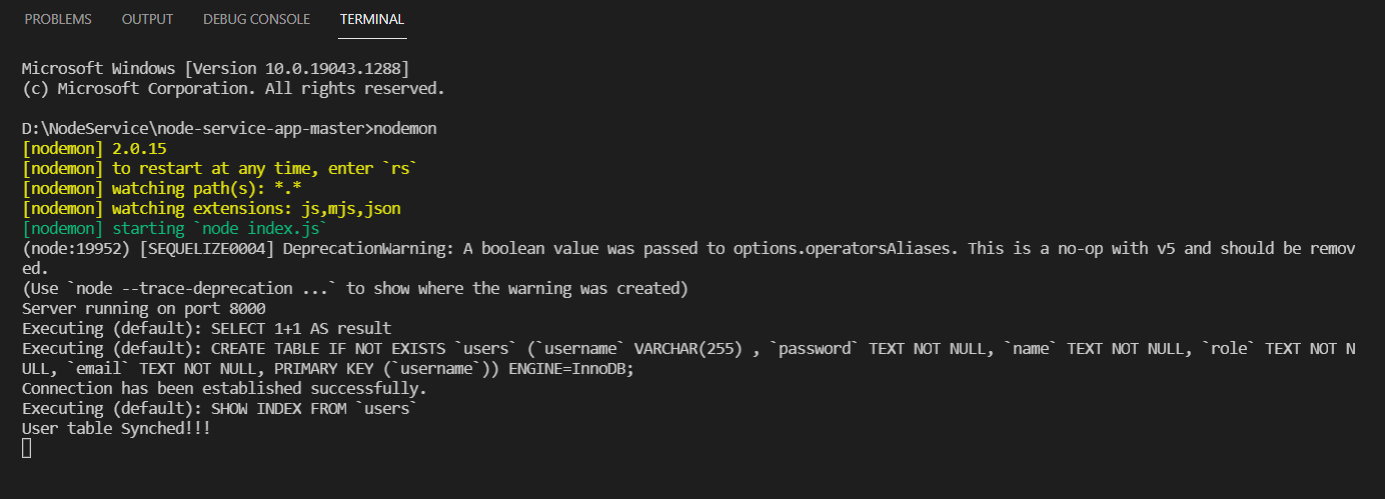 PROBLEMS OUTPUT DEBUG CONSOLE TERMINAL
Microsoft Windows [Version 10.0.19043.1288]
(c) Microsoft Corporation. All rights reserved.
D:\NodeService\node-service-app-master>nodemon
[nodemon] 2.0.15
[nodemon] to restart at any time, enter `rs`
[nodemon] watching path(s): *.*
[nodemon] watching extensions: js,mjs,json
[nodemon] starting `node index.js`
(node:19952) [SEQUELIZE0004] DeprecationWarning: A boolean value was passed to options.operatorsAliases. This is a no-op with v5 and should be remov
ed.
(Use `node --trace-deprecation ...` to show where the warning was created)
Server running on port 8000
Executing (default): SELECT 1+1 AS result
Executing (default): CREATE TABLE IF NOT EXISTS `users` (`username` VARCHAR(255) , `password` TEXT NOT NULL, `name` TEXT NOT NULL, `role` TEXT NOT N
ULL, `email` TEXT NOT NULL, PRIMARY KEY (`username`)) ENGINE=InnoDB;
Connection has been established successfully.
Executing (default): SHOW INDEX FROM `users`
User table Synched!!!